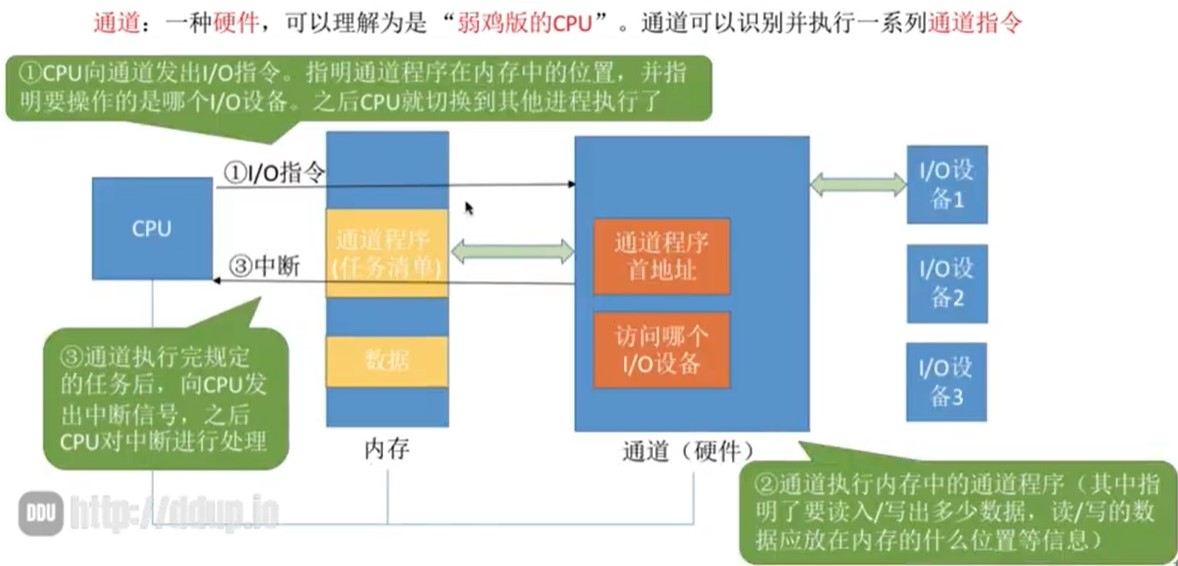 通道：一种硬件，可以理解为是 “弱鸡版的CPU”。通道可以识别并执行一系列通道指令
①CPU向通道发出I/O指令。指明通道程序在内存中的位置，并指
明要操作的是哪个I/O设备。之后CPU就切换到其他进程执行了
①I/O指令
CPU
③中断
通道程序
(任务清单)
数据
内存
通道程序
首地址
访问哪个
I/O设备
通道（硬件）
I/O设
备1
I/O设
备2
I/O设
备3
③通道执行完规定
的任务后，向CPU发
出中断信号，之后
CPU对中断进行处理
②通道执行内存中的通道程序（其中指
明了要读入/写出多少数据，读/写的数
据应放在内存的什么位置等信息）
DDU http://ddup.io